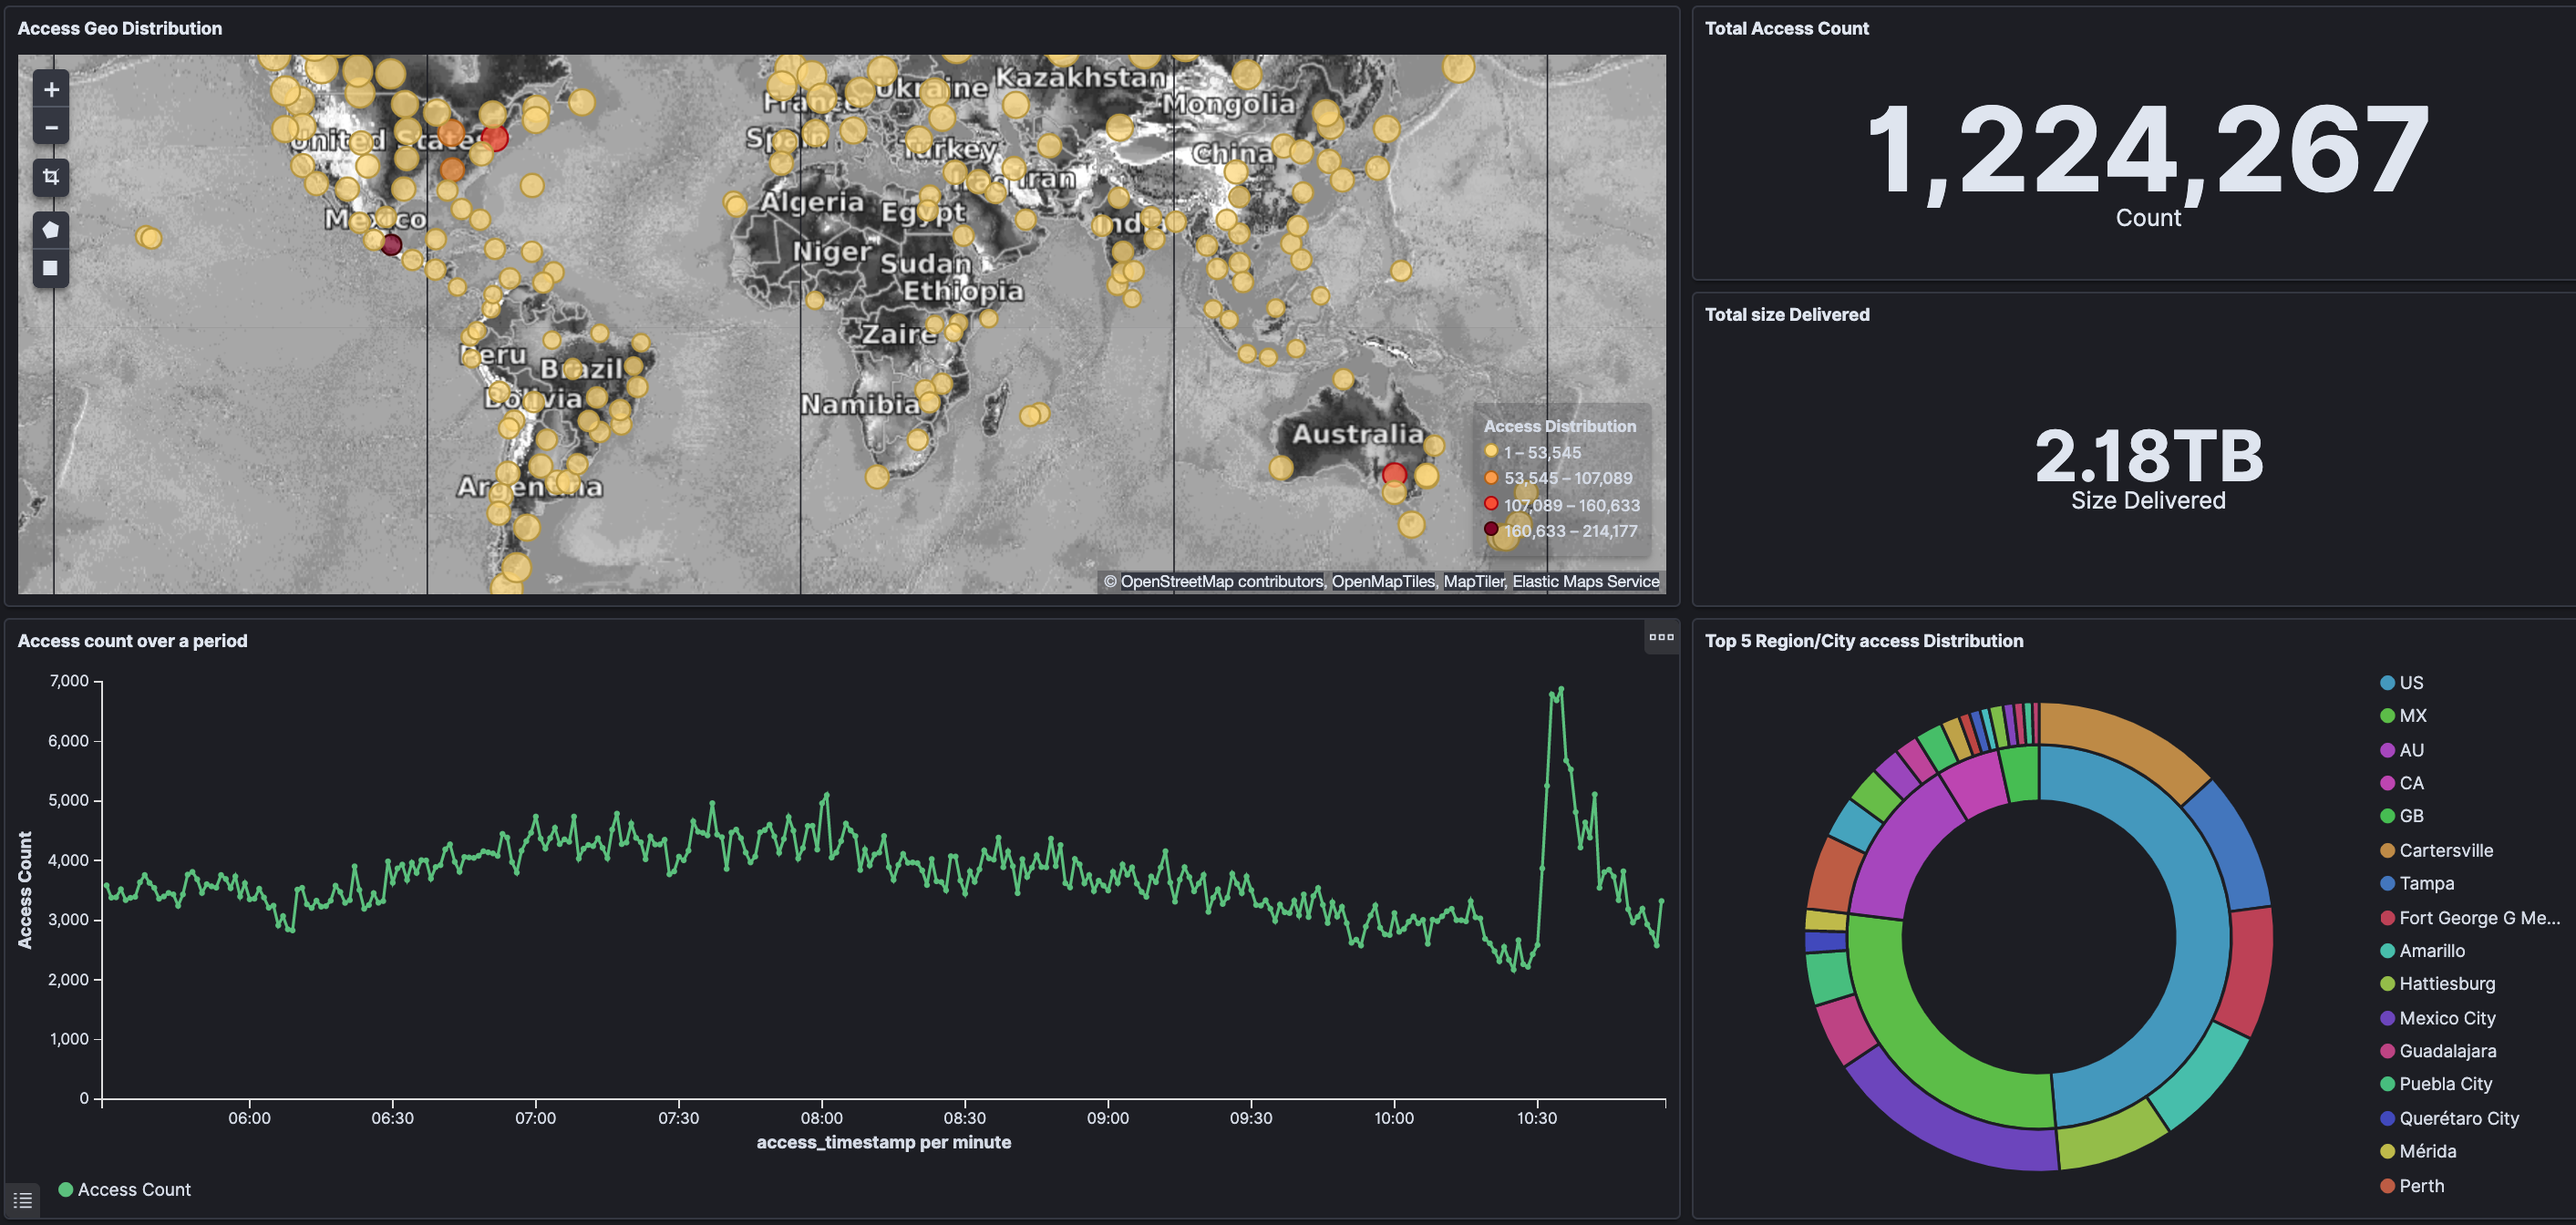 Access Geo Distribution
Kazakhstan
Ukraine
France
Mongolia
United States
Spain
Turkey
China
Iraq
Iran
Algeria
Egypt
Mexico
India
Niger
Sudan
Ethiopia
Zaire
Peru
Brazil
Bolivia
Namibia
Australia
Argentina
Access Distribution
1 – 53,545
53,545 – 107,089
107,089 – 160,633
160,633 – 214,177
© OpenStreetMap contributors, OpenMapTiles, MapTiler, Elastic Maps Service
Total Access Count
1,224,267
Count
Total size Delivered
2.18TB
Size Delivered
Access count over a period
7,000
6,000
5,000
4,000
3,000
2,000
1,000
0
Access Count
06:00 06:30 07:00 07:30 08:00 08:30 09:00 09:30 10:00 10:30
access_timestamp per minute
Access Count
Top 5 Region/City access Distribution
US
MX
AU
CA
GB
Cartersville
Tampa
Fort George G Me...
Amarillo
Hattiesburg
Mexico City
Guadalajara
Puebla City
Querétaro City
Mérida
Perth